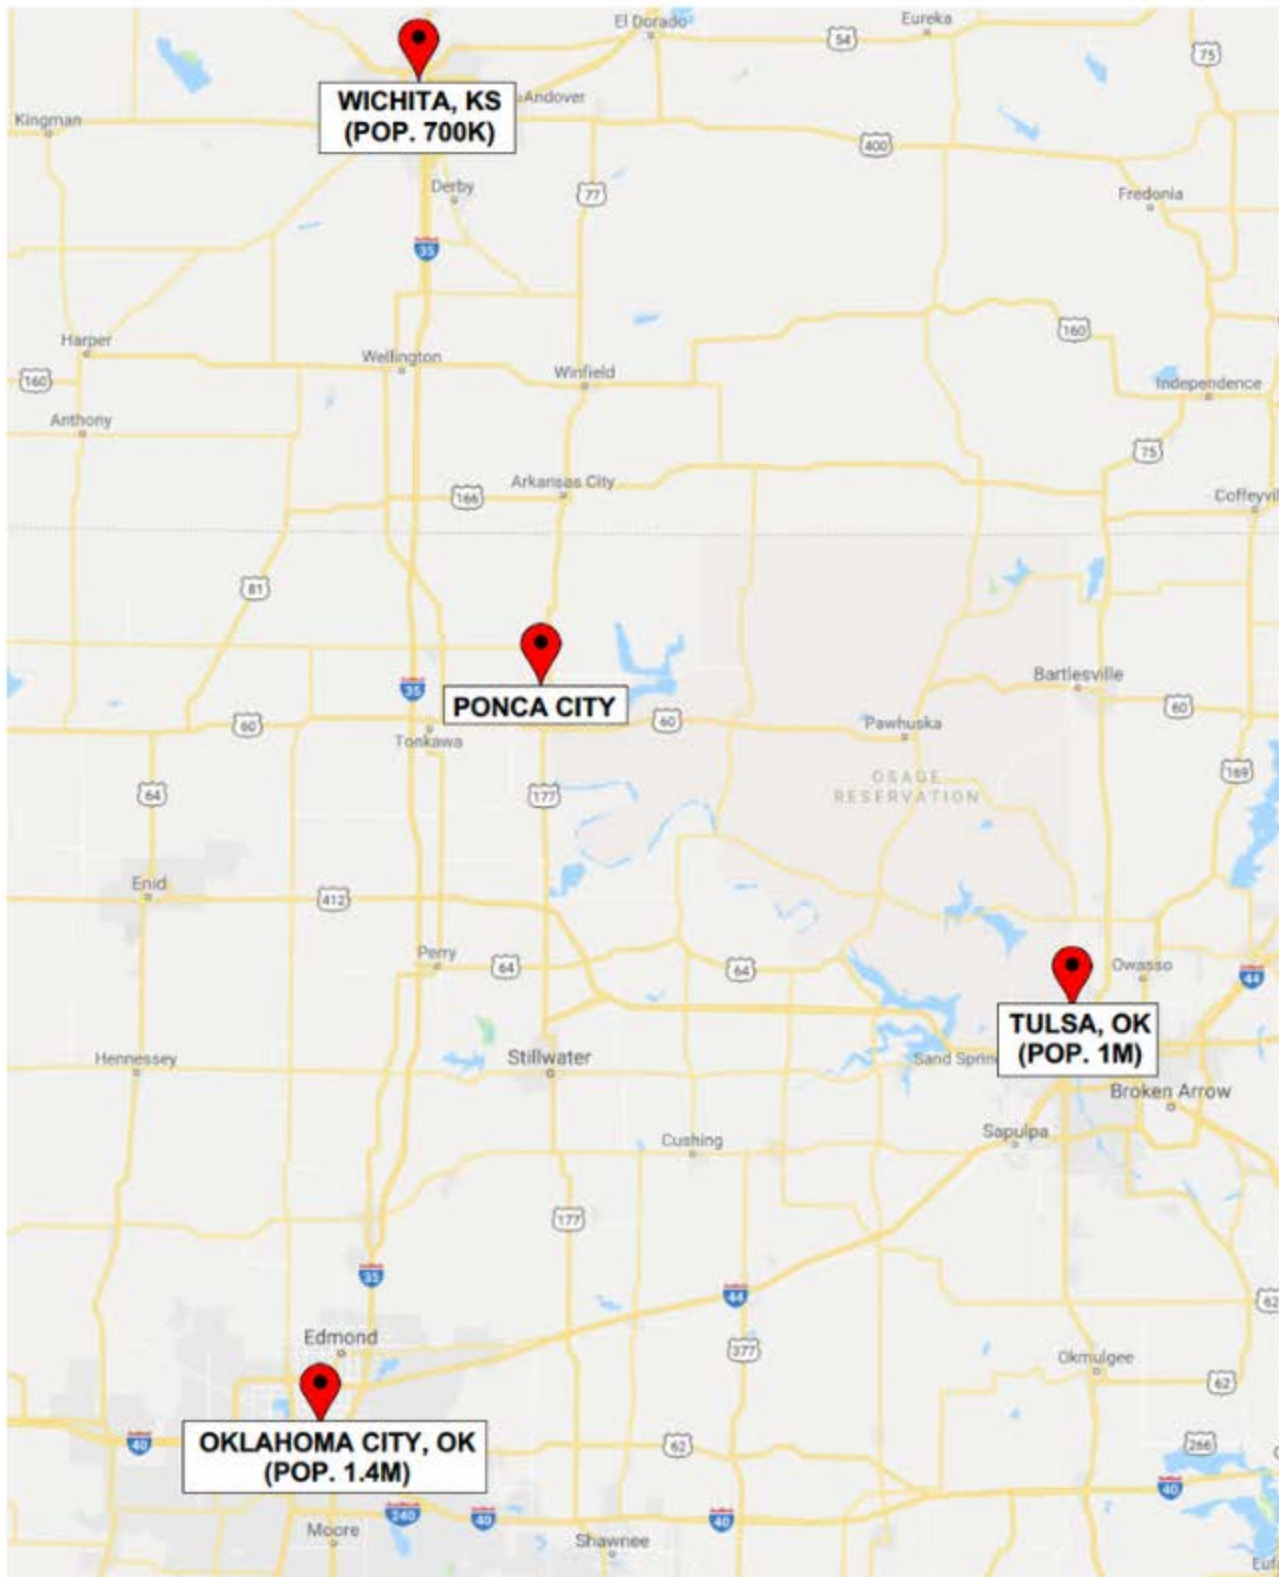 El Dorado
Eureka
54
75
WICHITA, KS
(POP. 700K)
Andover
Kingman
400
Derby
77
Fredonia
35
160
Harper
Wellington
Winfield
160
Independence
Anthony
75
Arkansas City
166
Coffeyvil
81
35
PONCA CITY
Bartlesville
60
60
60
Tonkawa
Pawhuska
OSAGE
RESERVATION
169
64
177
Enid
412
Perry
64
64
Owasso
44
TULSA, OK
(POP. 1M)
Hennessey
Stillwater
Sand Spring
Broken Arrow
Cushing
Sapulpa
177
35
44
62
Edmond
377
Okmulgee
62
OKLAHOMA CITY, OK
(POP. 1.4M)
40
62
266
40
240
40
40
Moore
Shawnee
Euf